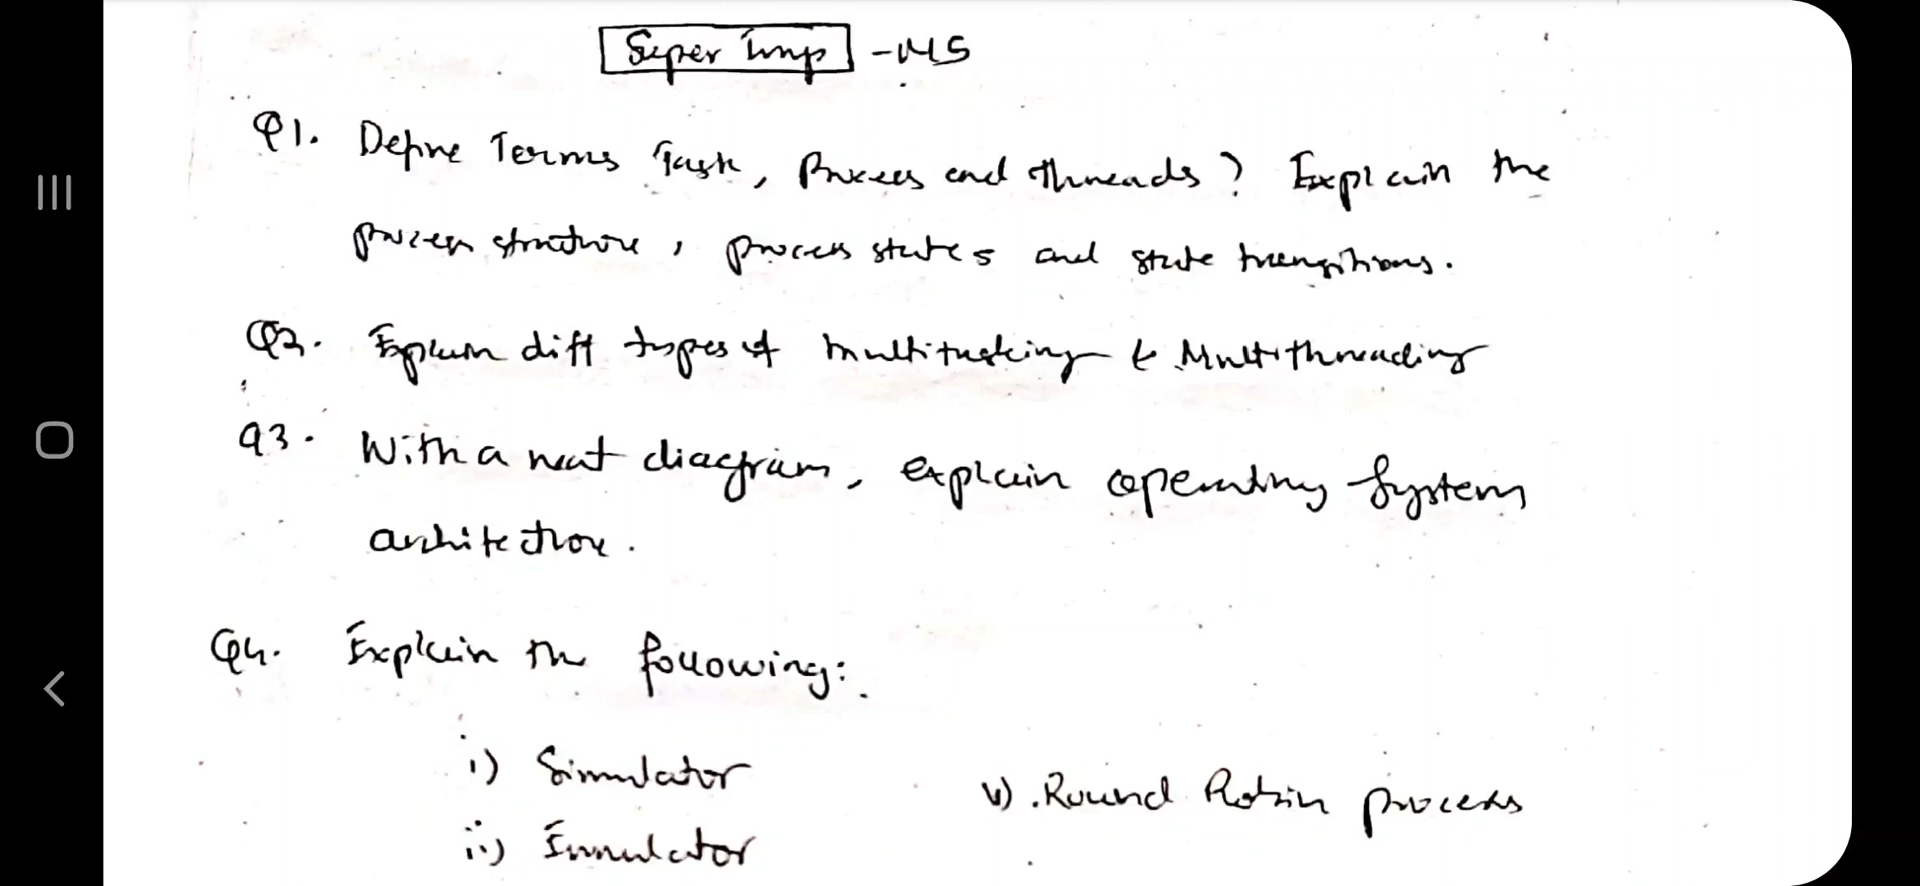 Super Imp - M5
Q1. Define Terms Task, Process and threads? Explain the
process structure, process states and state transitions.
Q2. Explain diff types of multitasking & Multithreading
Q3. With a neat diagram, explain operating System
architecture.
Q4. Explain the following:
i) Simulator
v). Round Robin process
ii) Emulator